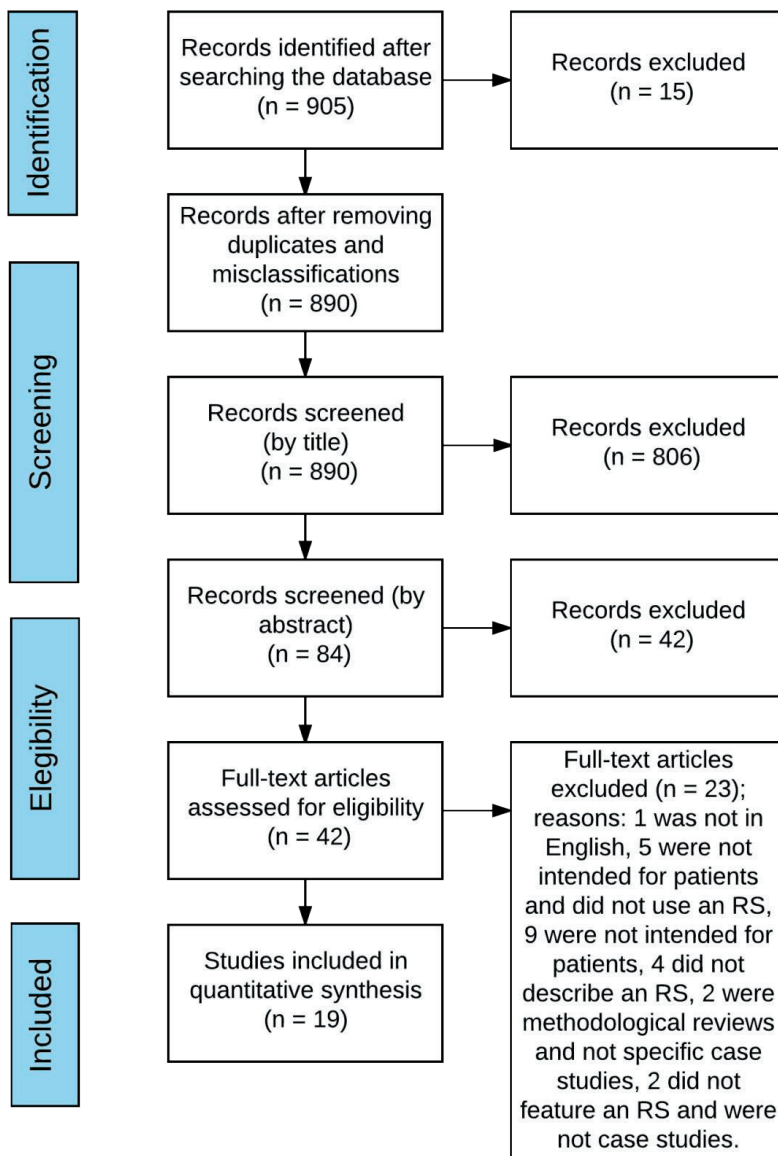 Identification
Records identified after
searching the database
(n = 905)
Records excluded
(n = 15)
Records after removing
duplicates and
misclassifications
(n = 890)
Screening
Records screened
(by title)
(n = 890)
Records excluded
(n = 806)
Records screened (by
abstract)
(n = 84)
Records excluded
(n = 42)
Elegibility
Full-text articles
assessed for eligibility
(n = 42)
Full-text articles
excluded (n = 23);
reasons: 1 was not in
English, 5 were not
intended for patients
and did not use an RS,
9 were not intended for
patients, 4 did not
describe an RS, 2 were
methodological reviews
and not specific case
studies, 2 did not
feature an RS and were
not case studies.
Included
Studies included in
quantitative synthesis
(n = 19)